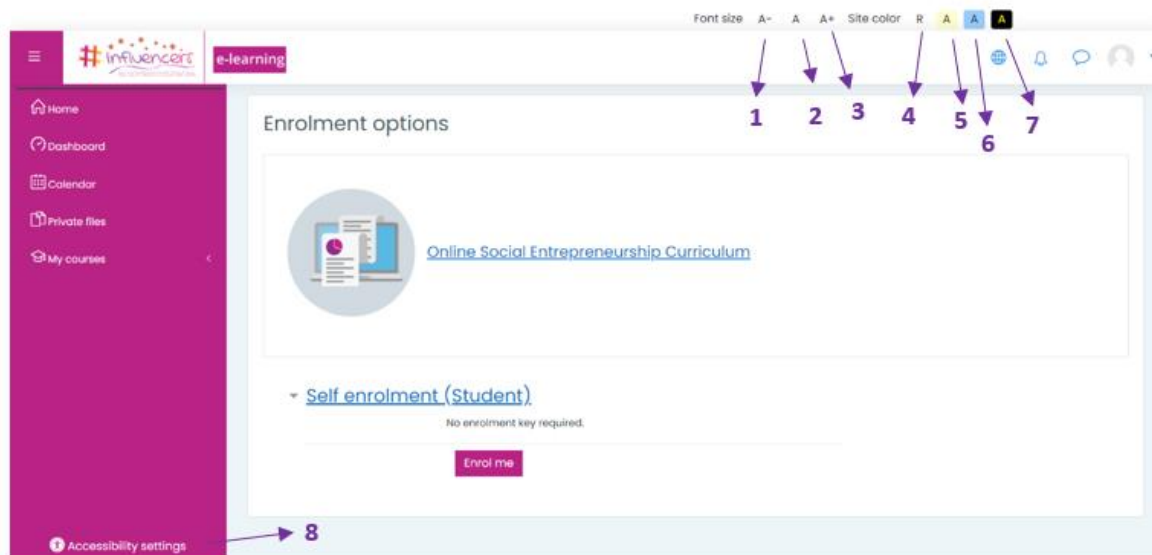 Font size A- A A+ Site color R A A A
#influencers e-learning
1 2 3 4 5 6 7
Home
Dashboard
Calendar
Private files
My courses
Enrolment options
Online Social Entrepreneurship Curriculum
Self enrolment (Student)
No enrolment key required.
Enrol me
Accessibility settings 8